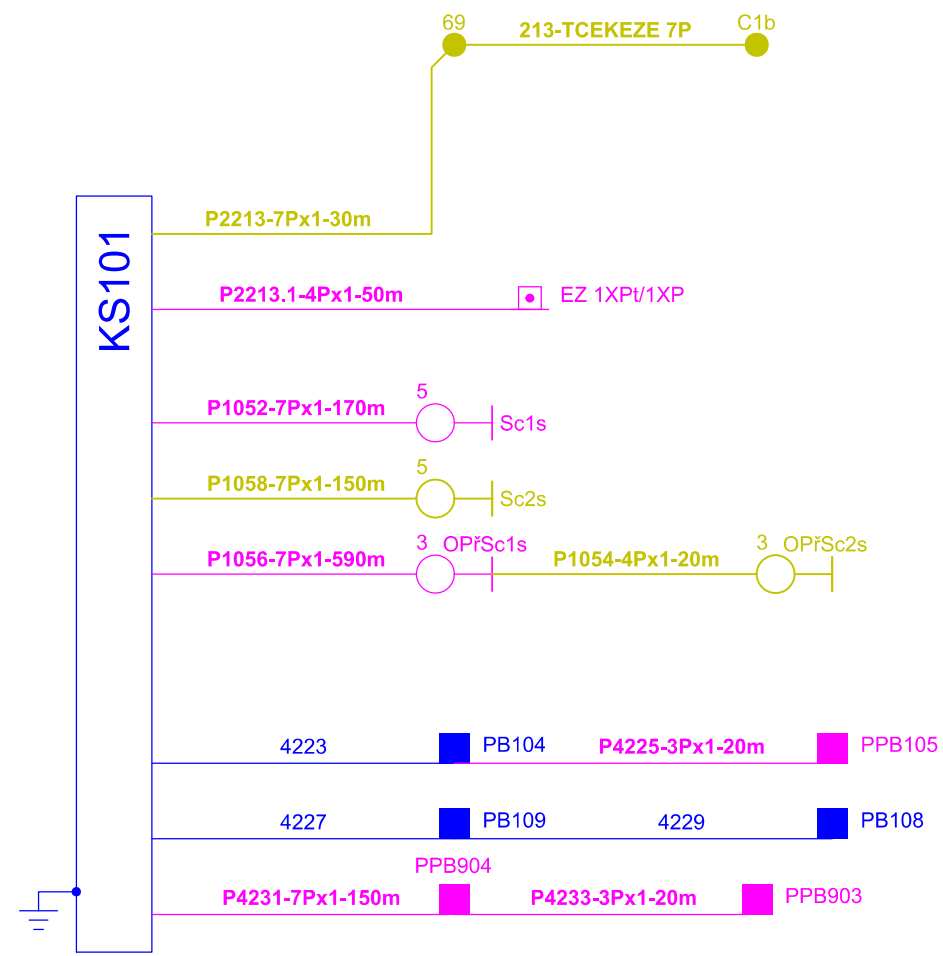 69
213-TCEKEZE 7P
C1b
P2213-7Px1-30m
KS101
P2213.1-4Px1-50m
EZ 1XPt/1XP
5
P1052-7Px1-170m
Sc1s
5
P1058-7Px1-150m
Sc2s
3 OPřSc1s
P1056-7Px1-590m
P1054-4Px1-20m
3 OPřSc2s
4223
PB104
P4225-3Px1-20m
PPB105
4227
PB109
4229
PB108
PPB904
P4231-7Px1-150m
P4233-3Px1-20m
PPB903